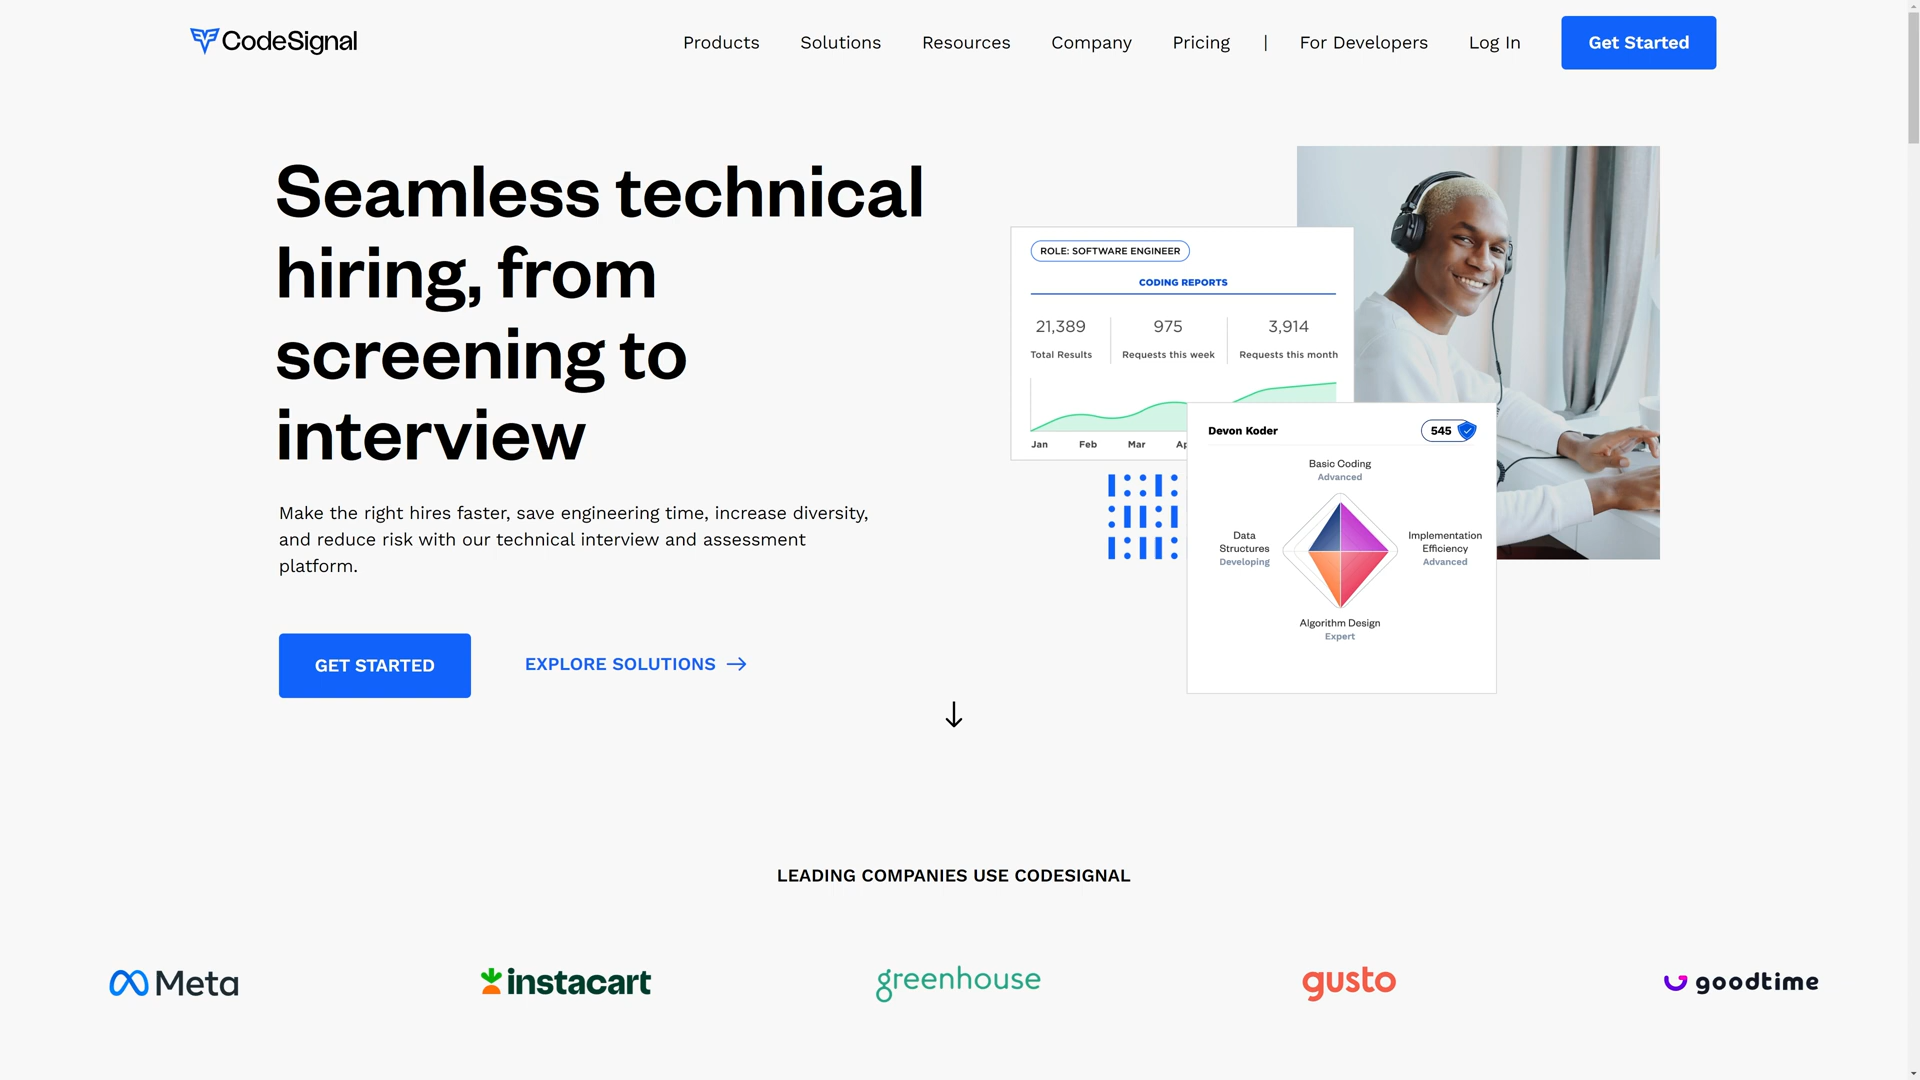 CodeSignal
Products
Solutions
Resources
Company
Pricing
|
For Developers
Log In
Get Started
Seamless technical
hiring, from
screening to
interview
Make the right hires faster, save engineering time, increase diversity,
and reduce risk with our technical interview and assessment
platform.
GET STARTED
EXPLORE SOLUTIONS
ROLE: SOFTWARE ENGINEER
CODING REPORTS
21,389
Total Results
975
Requests this week
3,914
Requests this month
Jan
Feb
Mar
Ap
Devon Koder
545
Basic Coding
Advanced
Data
Structures
Developing
Implementation
Efficiency
Advanced
Algorithm Design
Expert
LEADING COMPANIES USE CODESIGNAL
Meta
instacart
greenhouse
gusto
goodtime